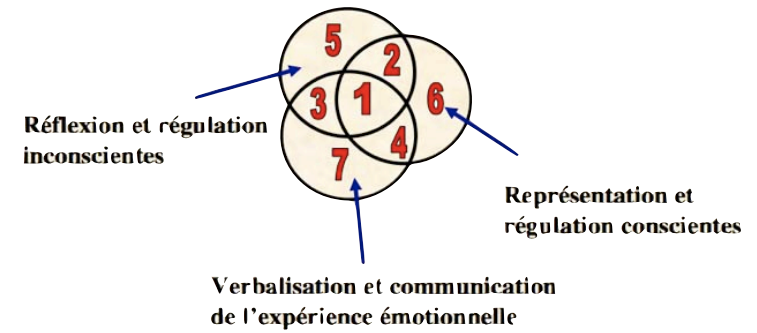 5
2
3
1
6
4
7
Réflexion et régulation
inconscientes
Représentation et
régulation conscientes
Verbalisation et communication
de l'expérience émotionnelle